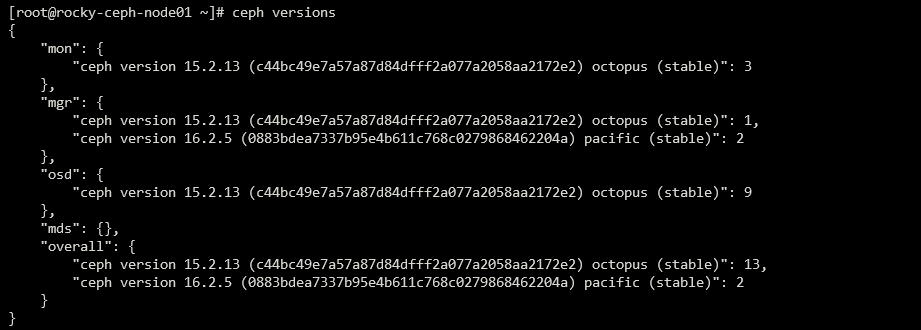 [root@rocky-ceph-node01 ~]# ceph versions
{
    "mon": {
        "ceph version 15.2.13 (c44bc49e7a57a87d84dfff2a077a2058aa2172e2) octopus (stable)": 3
    },
    "mgr": {
        "ceph version 15.2.13 (c44bc49e7a57a87d84dfff2a077a2058aa2172e2) octopus (stable)": 1,
        "ceph version 16.2.5 (0883bdea7337b95e4b611c768c0279868462204a) pacific (stable)": 2
    },
    "osd": {
        "ceph version 15.2.13 (c44bc49e7a57a87d84dfff2a077a2058aa2172e2) octopus (stable)": 9
    },
    "mds": {},
    "overall": {
        "ceph version 15.2.13 (c44bc49e7a57a87d84dfff2a077a2058aa2172e2) octopus (stable)": 13,
        "ceph version 16.2.5 (0883bdea7337b95e4b611c768c0279868462204a) pacific (stable)": 2
    }
}